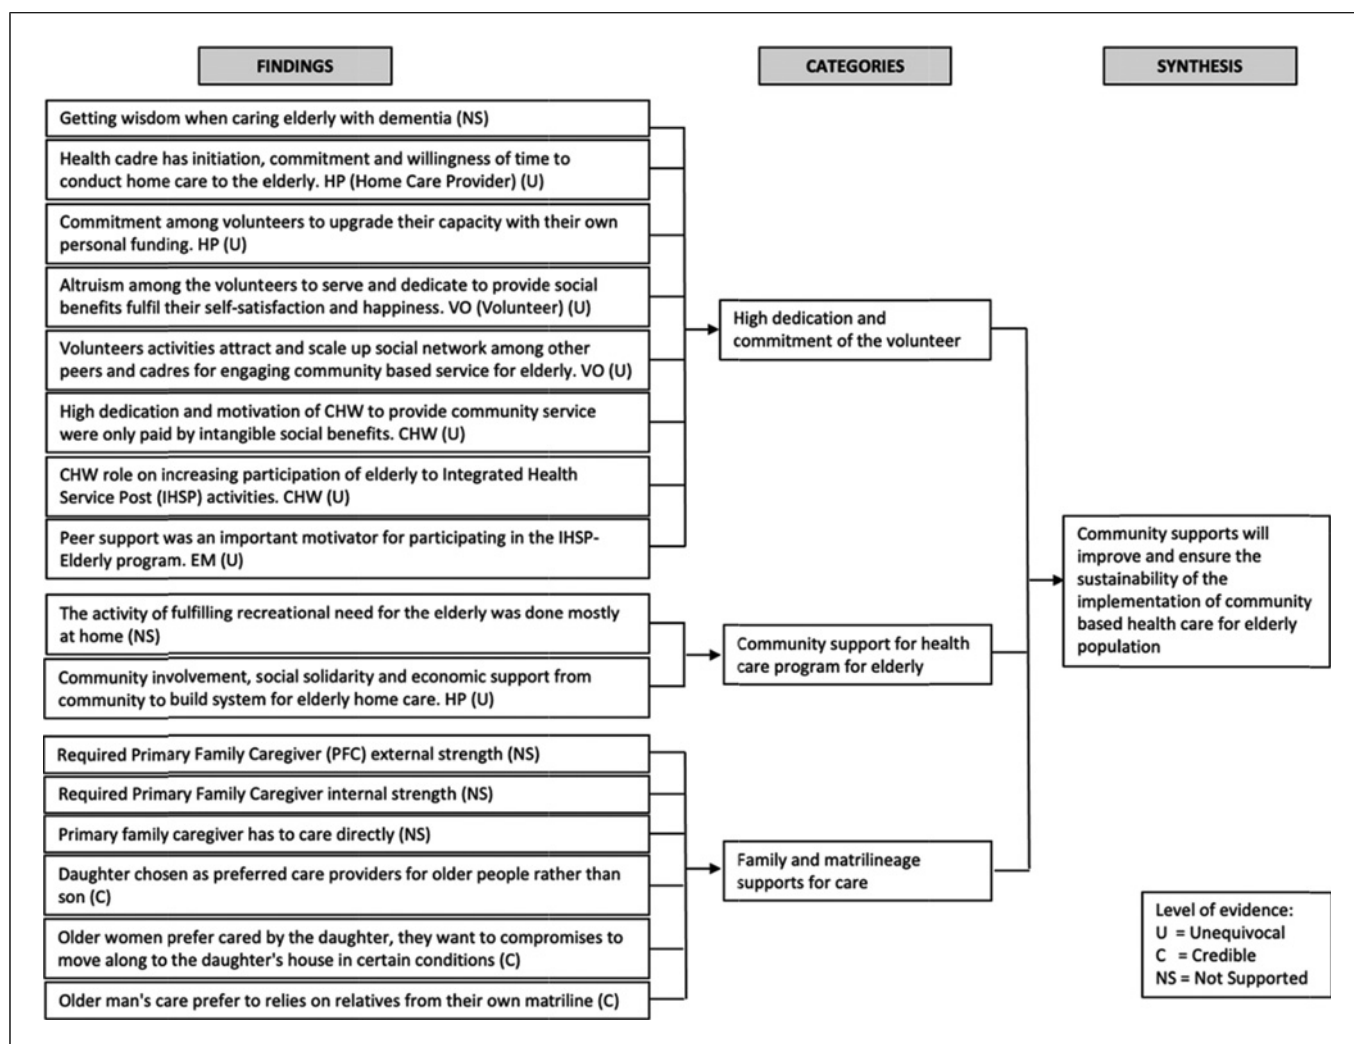 FINDINGS
CATEGORIES
SYNTHESIS
Getting wisdom when caring elderly with dementia (NS)
Health cadre has initiation, commitment and willingness of time to
conduct home care to the elderly. HP (Home Care Provider) (U)
Commitment among volunteers to upgrade their capacity with their own
personal funding. HP (U)
Altruism among the volunteers to serve and dedicate to provide social
benefits fulfil their self-satisfaction and happiness. VO (Volunteer) (U)
Volunteers activities attract and scale up social network among other
peers and cadres for engaging community based service for elderly. VO (U)
High dedication and motivation of CHW to provide community service
were only paid by intangible social benefits. CHW (U)
CHW role on increasing participation of elderly to Integrated Health
Service Post (IHSP) activities. CHW (U)
Peer support was an important motivator for participating in the IHSP-
Elderly program. EM (U)
The activity of fulfilling recreational need for the elderly was done mostly
at home (NS)
Community involvement, social solidarity and economic support from
community to build system for elderly home care. HP (U)
Required Primary Family Caregiver (PFC) external strength (NS)
Required Primary Family Caregiver internal strength (NS)
Primary family caregiver has to care directly (NS)
Daughter chosen as preferred care providers for older people rather than
son (C)
Older women prefer cared by the daughter, they want to compromises to
move along to the daughter's house in certain conditions (C)
Older man's care prefer to relies on relatives from their own matriline (C)
High dedication and
commitment of the volunteer
Community support for health
care program for elderly
Family and matrilineage
supports for care
Community supports will
improve and ensure the
sustainability of the
implementation of community
based health care for elderly
population
Level of evidence:
U = Unequivocal
C = Credible
NS = Not Supported